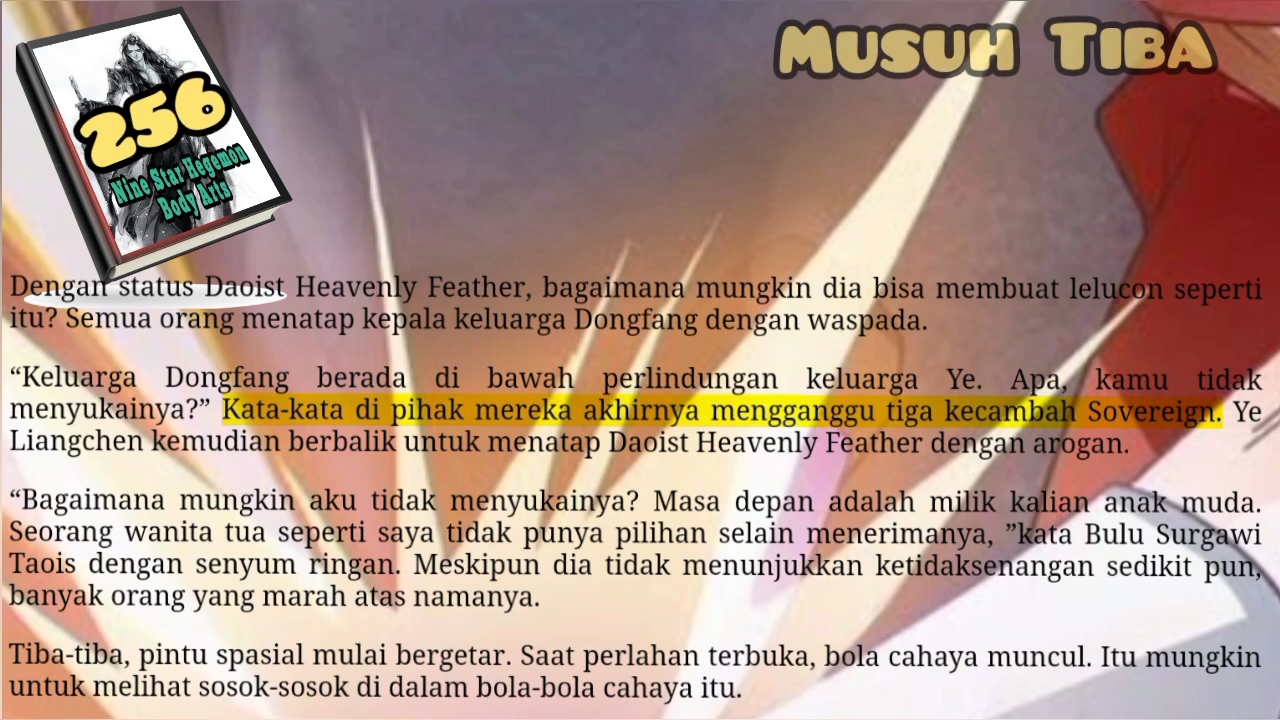 Musuh Tiba
256
Nine Star Hegemon
Body Arts
Dengan status Daoist Heavenly Feather, bagaimana mungkin dia bisa membuat lelucon seperti
itu? Semua orang menatap kepala keluarga Dongfang dengan waspada.
“Keluarga Dongfang berada di bawah perlindungan keluarga Ye. Apa, kamu tidak
menyukainya?” Kata-kata di pihak mereka akhirnya mengganggu tiga kecambah Sovereign. Ye
Liangchen kemudian berbalik untuk menatap Daoist Heavenly Feather dengan arogan.
“Bagaimana mungkin aku tidak menyukainya? Masa depan adalah milik kalian anak muda.
Seorang wanita tua seperti saya tidak punya pilihan selain menerimanya, ”kata Bulu Surgawi
Taois dengan senyum ringan. Meskipun dia tidak menunjukkan ketidaksenangan sedikit pun,
banyak orang yang marah atas namanya.
Tiba-tiba, pintu spasial mulai bergetar. Saat perlahan terbuka, bola cahaya muncul. Itu mungkin
untuk melihat sosok-sosok di dalam bola-bola cahaya itu.